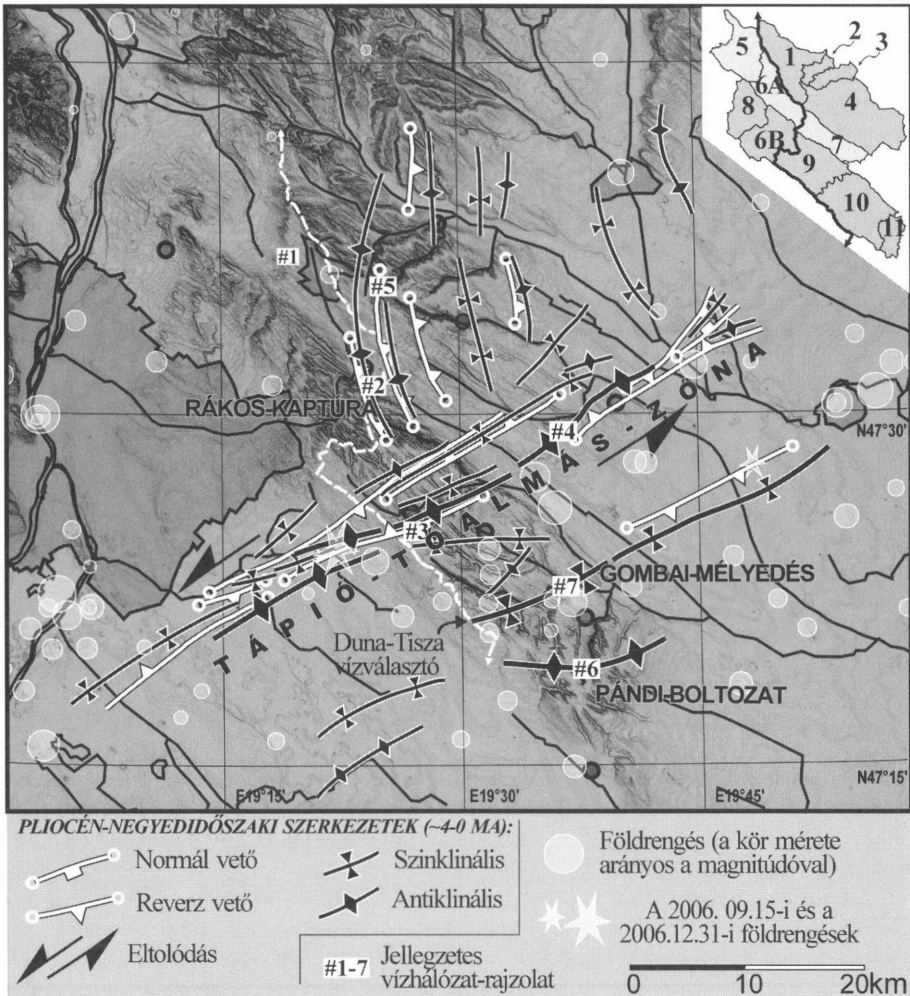 2
3
5
1
6A
4
8
7
6B
9
10
11
#1
#5
#2
RÁKOS-KAPTÚRA
N47°30'
#4
#3
TÁPIÓ-TÓALMÁS-ZÓNA
GOMBAI-MÉLYEDÉS
#7
Duna-Tisza
vízválasztó
#6
PÁNDI-BOLTOZAT
N47°15'
E19°15'
E19°30'
E19°45'
PLIOCÉN-NEGYEDIDŐSZAKI SZERKEZETEK (~4-0 MA):
Normál vető
Reverz vető
Eltolódás
Szinklinális
Antiklinális
#1-7
Jellegzetes
vízhálózat-rajzolat
Földrengés (a kör mérete
arányos a magnitúdóval)
A 2006. 09.15-i és a
2006.12.31-i földrengések
0 10 20km